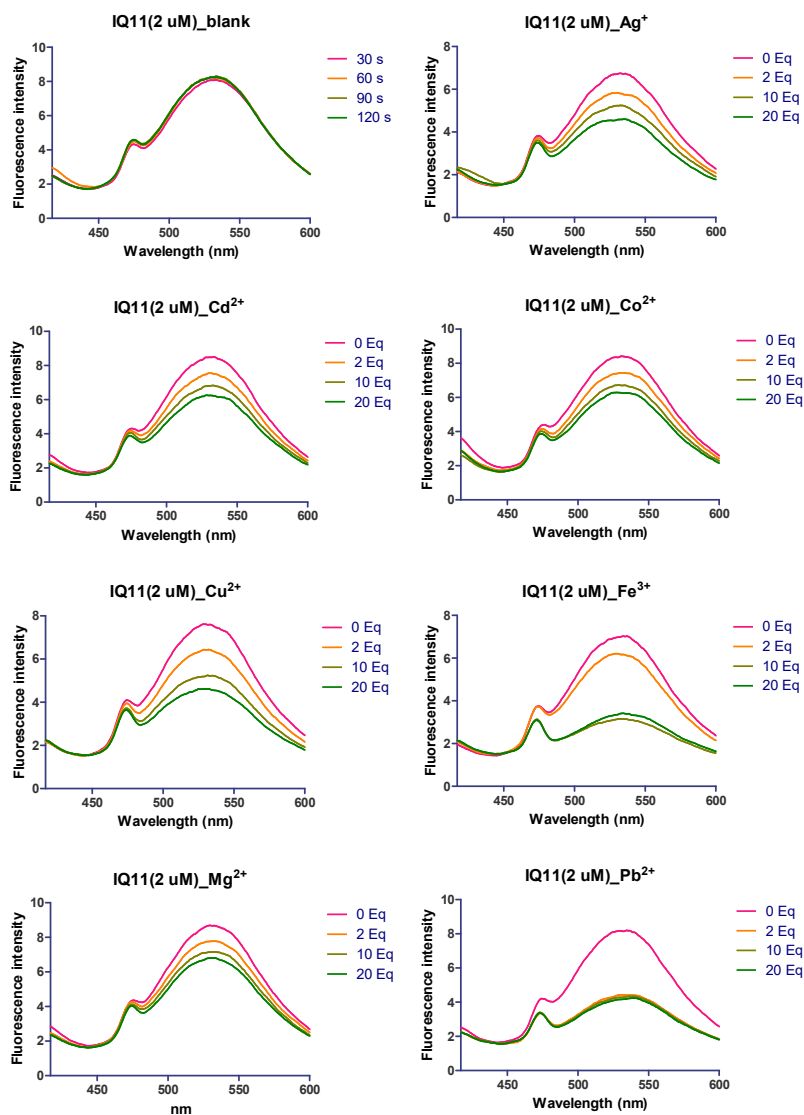 IQ11(2 uM)_blank
Fluorescence intensity
10
8
6
4
2
0
450
500
550
600
Wavelength (nm)
30 s
60 s
90 s
120 s
IQ11(2 uM)_Ag⁺
Fluorescence intensity
8
6
4
2
0
450
500
550
600
Wavelength (nm)
0 Eq
2 Eq
10 Eq
20 Eq
IQ11(2 uM)_Cd²⁺
Fluorescence intensity
10
8
6
4
2
0
450
500
550
600
Wavelength (nm)
0 Eq
2 Eq
10 Eq
20 Eq
IQ11(2 uM)_Co²⁺
Fluorescence intensity
10
8
6
4
2
0
450
500
550
600
Wavelength (nm)
0 Eq
2 Eq
10 Eq
20 Eq
IQ11(2 uM)_Cu²⁺
Fluorescence intensity
8
6
4
2
0
450
500
550
600
Wavelength (nm)
0 Eq
2 Eq
10 Eq
20 Eq
IQ11(2 uM)_Fe³⁺
Fluorescence intensity
8
6
4
2
0
450
500
550
600
Wavelength (nm)
0 Eq
2 Eq
10 Eq
20 Eq
IQ11(2 uM)_Mg²⁺
Fluorescence intensity
10
8
6
4
2
0
450
500
550
600
nm
0 Eq
2 Eq
10 Eq
20 Eq
IQ11(2 uM)_Pb²⁺
Fluorescence intensity
10
8
6
4
2
0
450
500
550
600
Wavelength (nm)
0 Eq
2 Eq
10 Eq
20 Eq